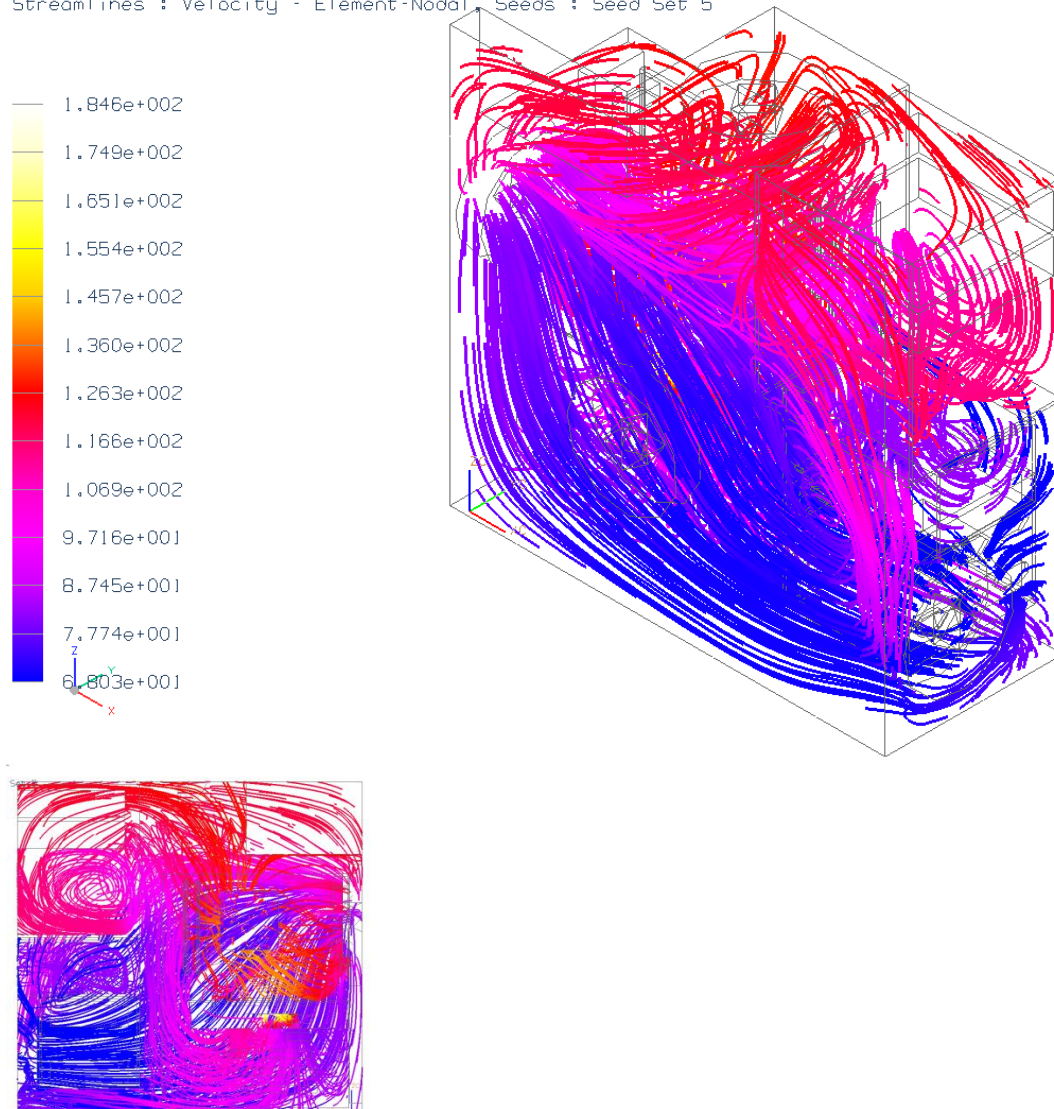 Streamlines : Velocity - Element-Nodal, Seeds : Seed Set 5
1.846e+002
1.749e+002
1.651e+002
1.554e+002
1.457e+002
1.360e+002
1.263e+002
1.166e+002
1.069e+002
9.716e+001
8.745e+001
7.774e+001
6.803e+001
Z
Y
X